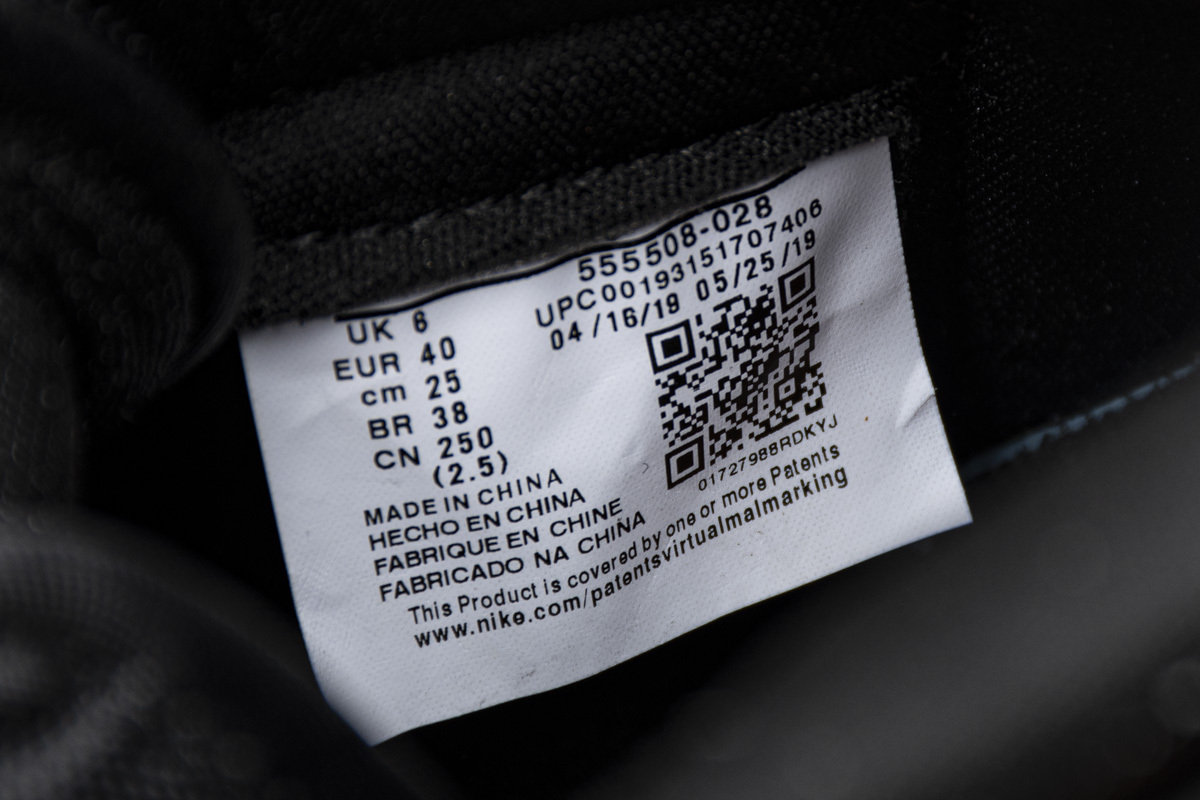 555508-028
UPC00193151707406
04/16/19 05/25/19
UK 6
EUR 40
cm 25
BR 38
CN 250
(2.5)
01727988RDKYJ
MADE IN CHINA
HECHO EN CHINA
FABRIQUE EN CHINE
FABRICADO NA CHINA
This Product is covered by one or more Patents
www.nike.com/patentsvirtualmalmarking